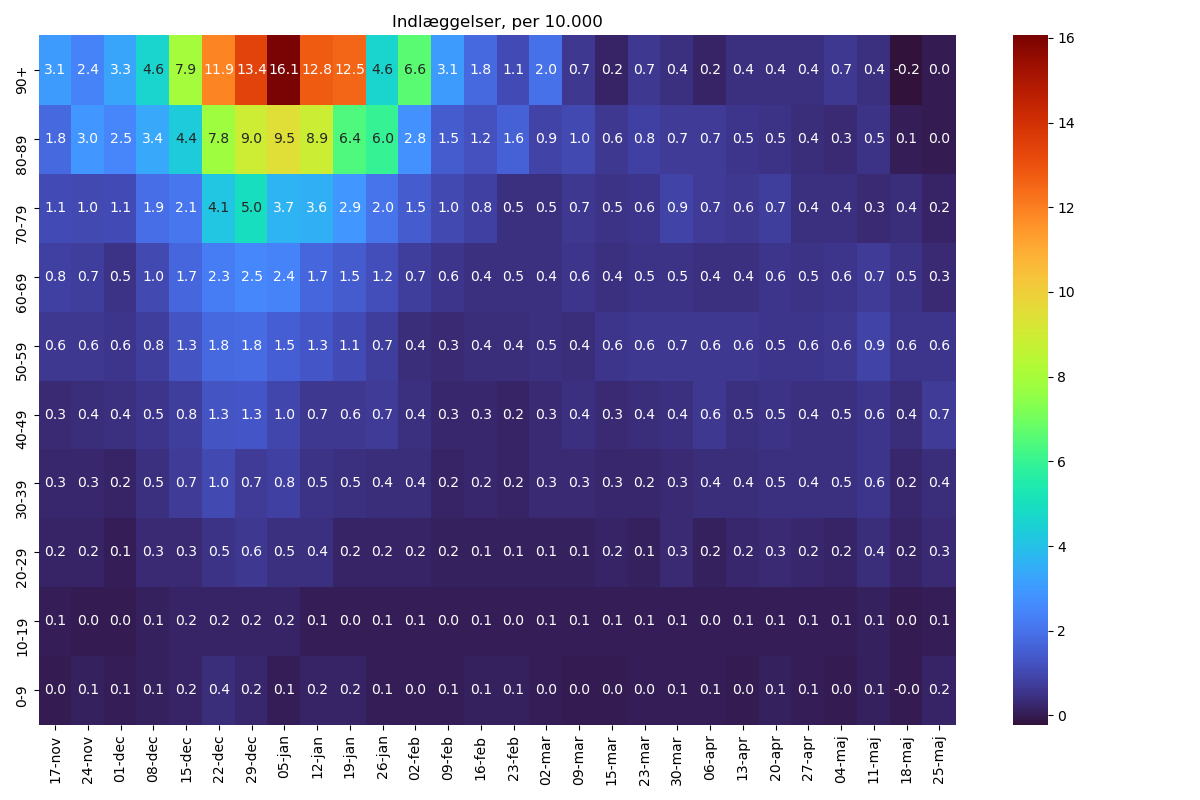 Indlæggelser, per 10.000
90+ 3.1 2.4 3.3 4.6 7.9 11.9 13.4 16.1 12.8 12.5 4.6 6.6 3.1 1.8 1.1 2.0 0.7 0.2 0.7 0.4 0.2 0.4 0.4 0.4 0.7 0.4 -0.2 0.0
80-89 1.8 3.0 2.5 3.4 4.4 7.8 9.0 9.5 8.9 6.4 6.0 2.8 1.5 1.2 1.6 0.9 1.0 0.6 0.8 0.7 0.7 0.5 0.5 0.4 0.3 0.5 0.1 0.0
70-79 1.1 1.0 1.1 1.9 2.1 4.1 5.0 3.7 3.6 2.9 2.0 1.5 1.0 0.8 0.5 0.5 0.7 0.5 0.6 0.9 0.7 0.6 0.7 0.4 0.4 0.3 0.4 0.2
60-69 0.8 0.7 0.5 1.0 1.7 2.3 2.5 2.4 1.7 1.5 1.2 0.7 0.6 0.4 0.5 0.4 0.6 0.4 0.5 0.5 0.4 0.4 0.6 0.5 0.6 0.7 0.5 0.3
50-59 0.6 0.6 0.6 0.8 1.3 1.8 1.8 1.5 1.3 1.1 0.7 0.4 0.3 0.4 0.4 0.5 0.4 0.6 0.6 0.7 0.6 0.6 0.5 0.6 0.6 0.9 0.6 0.6
40-49 0.3 0.4 0.4 0.5 0.8 1.3 1.3 1.0 0.7 0.6 0.7 0.4 0.3 0.3 0.2 0.3 0.4 0.3 0.4 0.4 0.6 0.5 0.5 0.4 0.5 0.6 0.4 0.7
30-39 0.3 0.3 0.2 0.5 0.7 1.0 0.7 0.8 0.5 0.5 0.4 0.4 0.2 0.2 0.2 0.3 0.3 0.3 0.2 0.3 0.4 0.4 0.5 0.4 0.5 0.6 0.2 0.4
20-29 0.2 0.2 0.1 0.3 0.3 0.5 0.6 0.5 0.4 0.2 0.2 0.2 0.2 0.1 0.1 0.1 0.1 0.2 0.1 0.3 0.2 0.2 0.3 0.2 0.2 0.4 0.2 0.3
10-19 0.1 0.0 0.0 0.1 0.2 0.2 0.2 0.2 0.1 0.0 0.1 0.1 0.0 0.1 0.0 0.1 0.1 0.1 0.1 0.1 0.0 0.1 0.1 0.1 0.1 0.1 0.0 0.1
0-9 0.0 0.1 0.1 0.1 0.2 0.4 0.2 0.1 0.2 0.2 0.1 0.0 0.1 0.1 0.1 0.0 0.0 0.0 0.0 0.1 0.1 0.0 0.1 0.1 0.0 0.1 -0.0 0.2
17-nov 24-nov 01-dec 08-dec 15-dec 22-dec 29-dec 05-jan 12-jan 19-jan 26-jan 02-feb 09-feb 16-feb 23-feb 02-mar 09-mar 15-mar 23-mar 30-mar 06-apr 13-apr 20-apr 27-apr 04-maj 11-maj 18-maj 25-maj
16
14
12
10
8
6
4
2
0